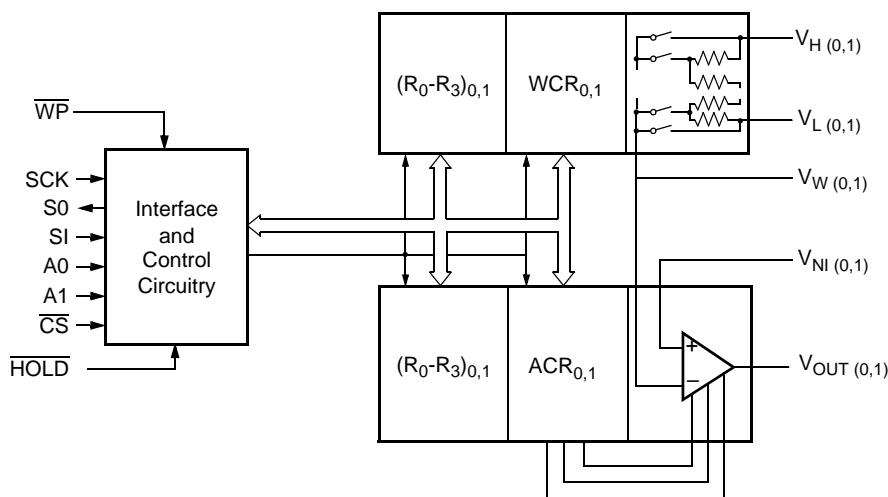 (R0-R3)0,1
WCR0,1
VH (0,1)
VL (0,1)
VW (0,1)
WP
SCK
S0
SI
A0
A1
CS
HOLD
Interface
and
Control
Circuitry
VNI (0,1)
(R0-R3)0,1
ACR0,1
+
−
VOUT (0,1)